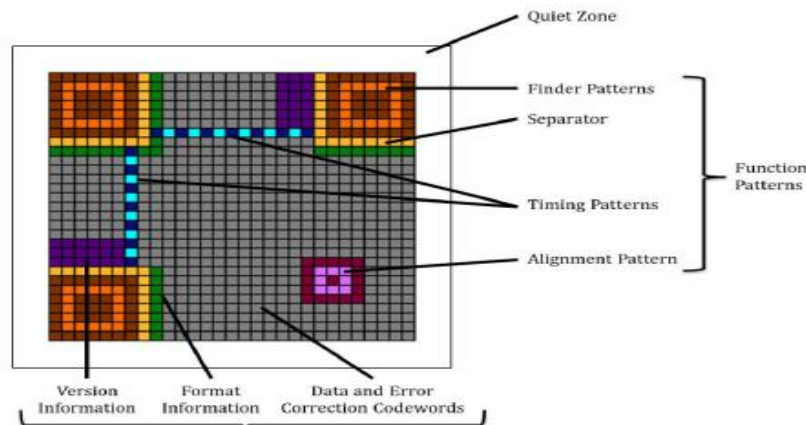 Quiet Zone
Finder Patterns
Separator
Function
Patterns
Timing Patterns
Alignment Pattern
Version
Information
Format
Information
Data and Error
Correction Codewords